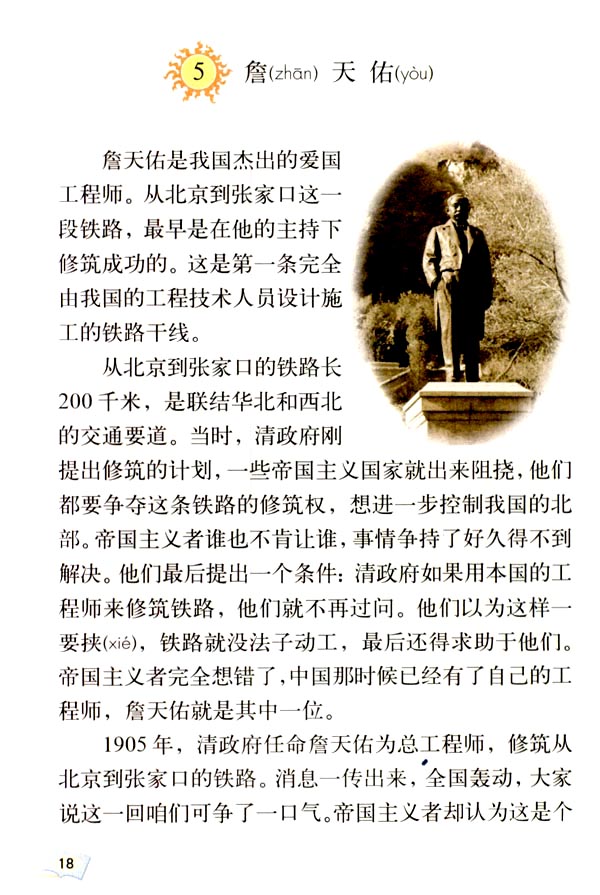 5 詹(zhān) 天 佑(yòu)
詹天佑是我国杰出的爱国
工程师。从北京到张家口这一
段铁路，最早是在他的主持下
修筑成功的。这是第一条完全
由我国的工程技术人员设计施
工的铁路干线。
从北京到张家口的铁路长
200千米，是联结华北和西北
的交通要道。当时，清政府刚
提出修筑的计划，一些帝国主义国家就出来阻挠，他们
都要争夺这条铁路的修筑权，想进一步控制我国的北
部。帝国主义者谁也不肯让谁，事情争持了好久得不到
解决。他们最后提出一个条件：清政府如果用本国的工
程师来修筑铁路，他们就不再过问。他们以为这样一
要挟(xié)，铁路就没法子动工，最后还得求助于他们。
帝国主义者完全想错了，中国那时候已经有了自己的工
程师，詹天佑就是其中一位。
1905年，清政府任命詹天佑为总工程师，修筑从
北京到张家口的铁路。消息一传出来，全国轰动，大家
说这一回咱们可争了一口气。帝国主义者却认为这是个
18